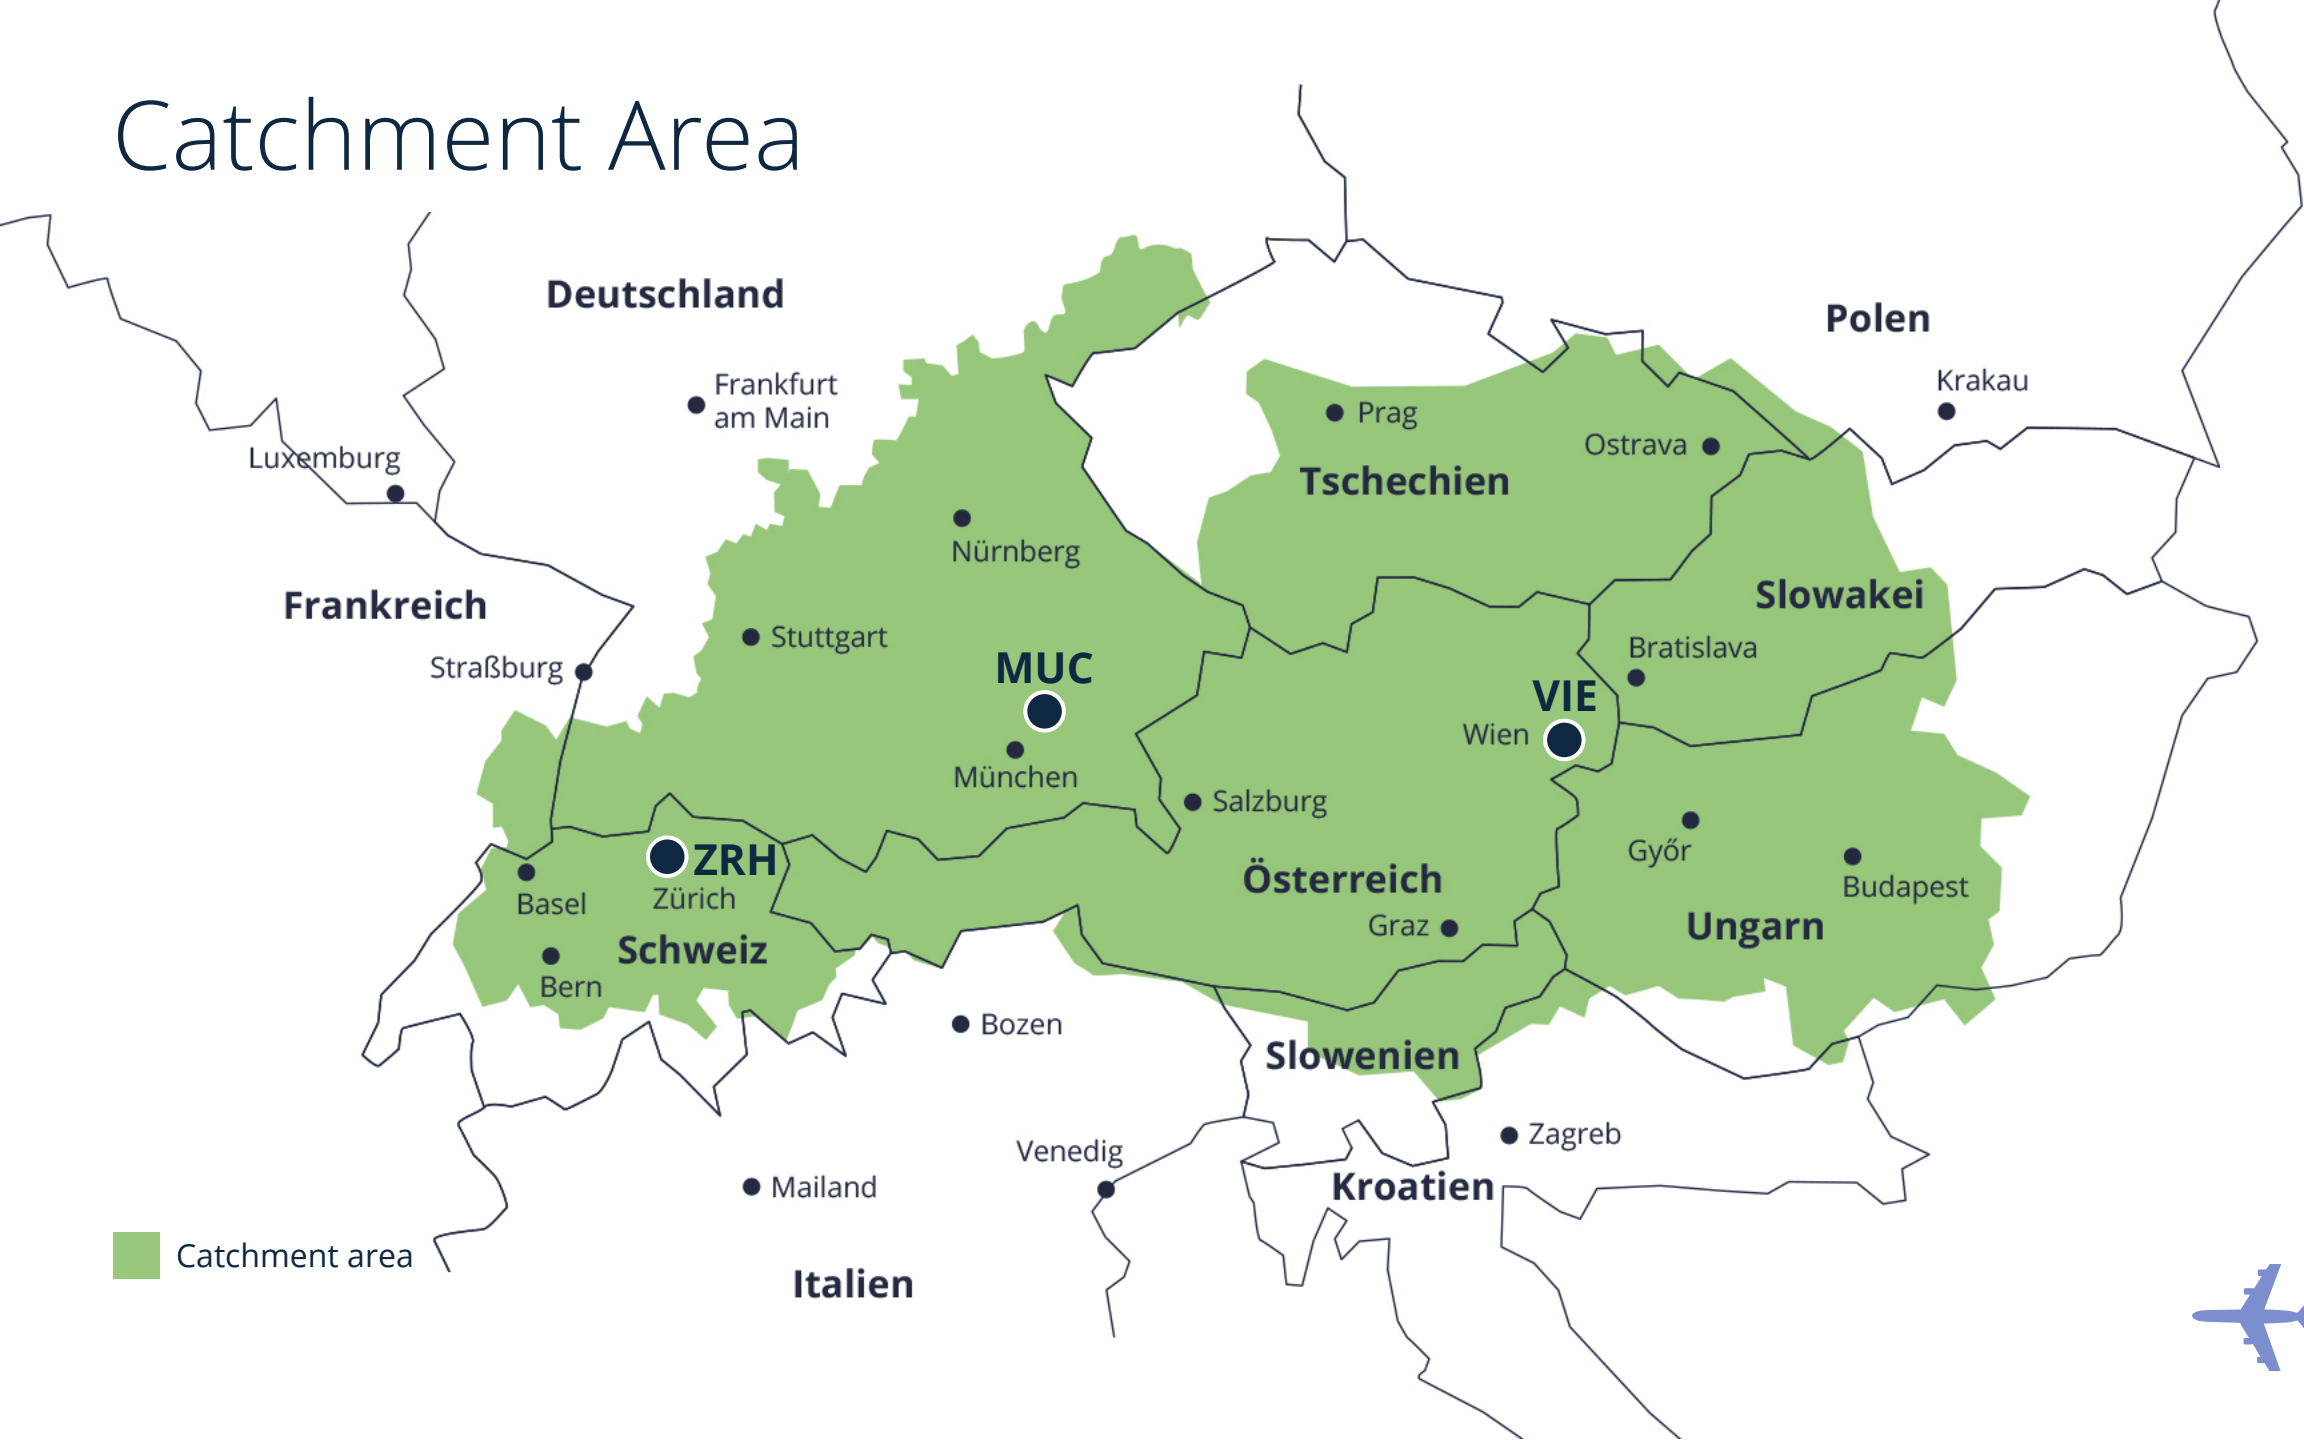 Catchment Area
Deutschland
Polen
Frankfurt
am Main
Krakau
Prag
Ostrava
Luxemburg
Tschechien
Nürnberg
Frankreich
Slowakei
Stuttgart
Bratislava
Straßburg
MUC
VIE
Wien
München
Salzburg
Győr
ZRH
Österreich
Budapest
Basel
Zürich
Graz
Ungarn
Schweiz
Bern
Bozen
Slowenien
Zagreb
Venedig
Mailand
Kroatien
Catchment area
Italien